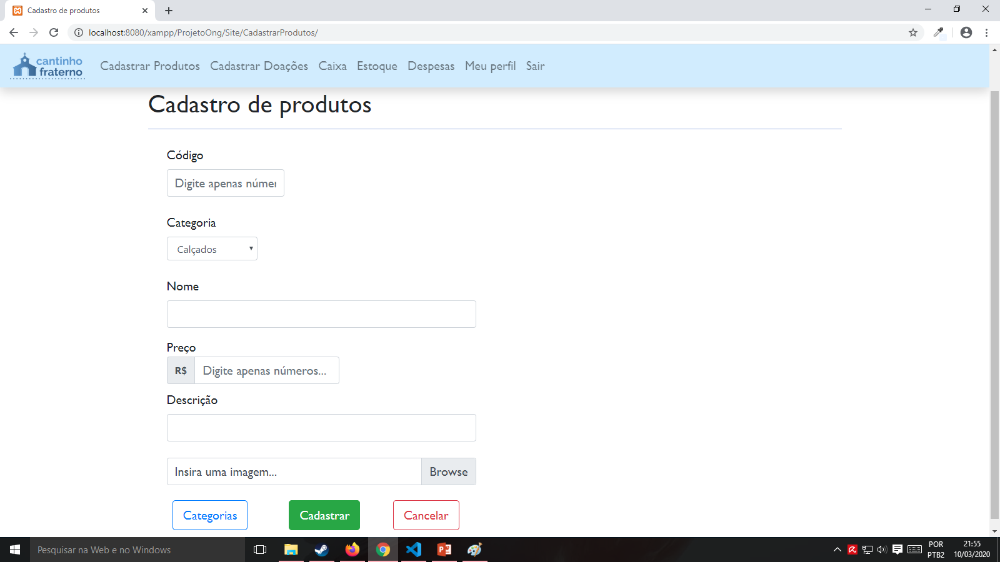 Cadastro de produtos
localhost:8080/xampp/ProjetoOng/Site/CadastrarProdutos/
cantinho
fraterno
Cadastrar Produtos Cadastrar Doações Caixa Estoque Despesas Meu perfil Sair
Cadastro de produtos
Código
Digite apenas númer
Categoria
Calçados
Nome
Preço
R$ Digite apenas números...
Descrição
Insira uma imagem... Browse
Categorias Cadastrar Cancelar
Pesquisar na Web e no Windows
POR
PTB2
21:55
10/03/2020